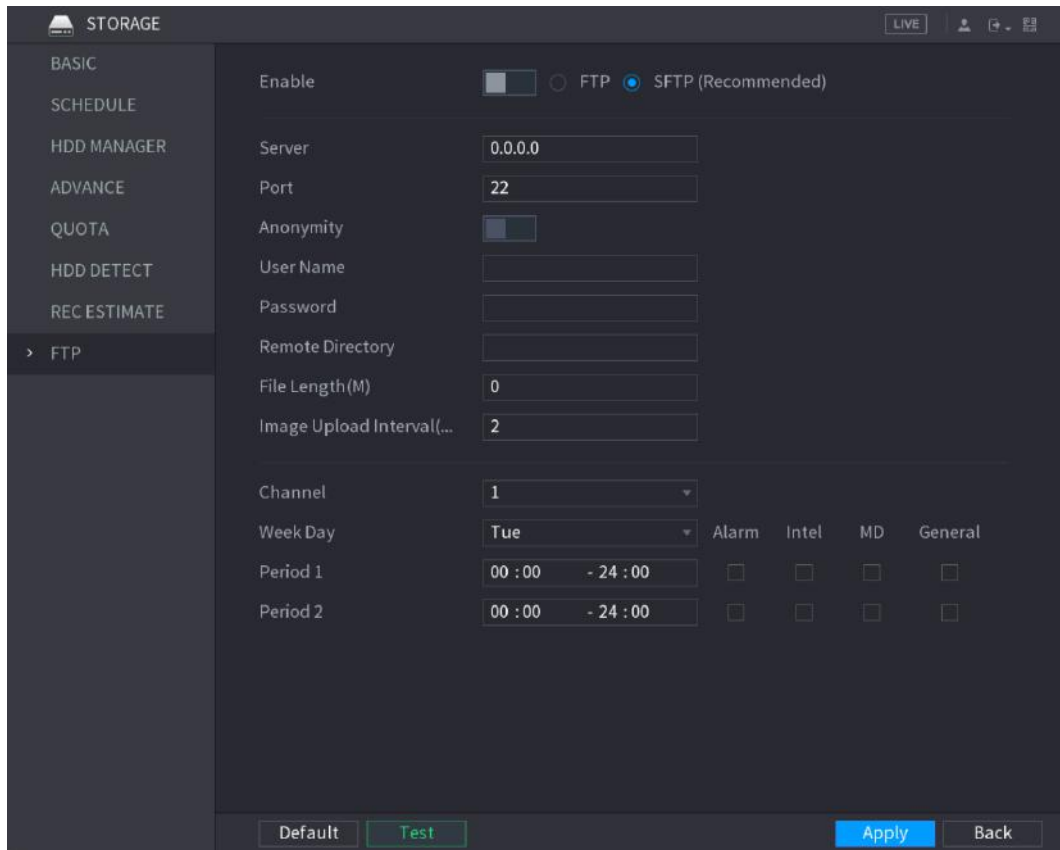 STORAGE LIVE
BASIC
SCHEDULE
HDD MANAGER
ADVANCE
QUOTA
HDD DETECT
REC ESTIMATE
> FTP
Enable FTP SFTP (Recommended)
Server 0.0.0.0
Port 22
Anonymity
User Name
Password
Remote Directory
File Length(M) 0
Image Upload Interval(... 2
Channel 1
Week Day Tue Alarm Intel MD General
Period 1 00 :00 - 24 : 00
Period 2 00 :00 - 24 : 00
Default Test Apply Back